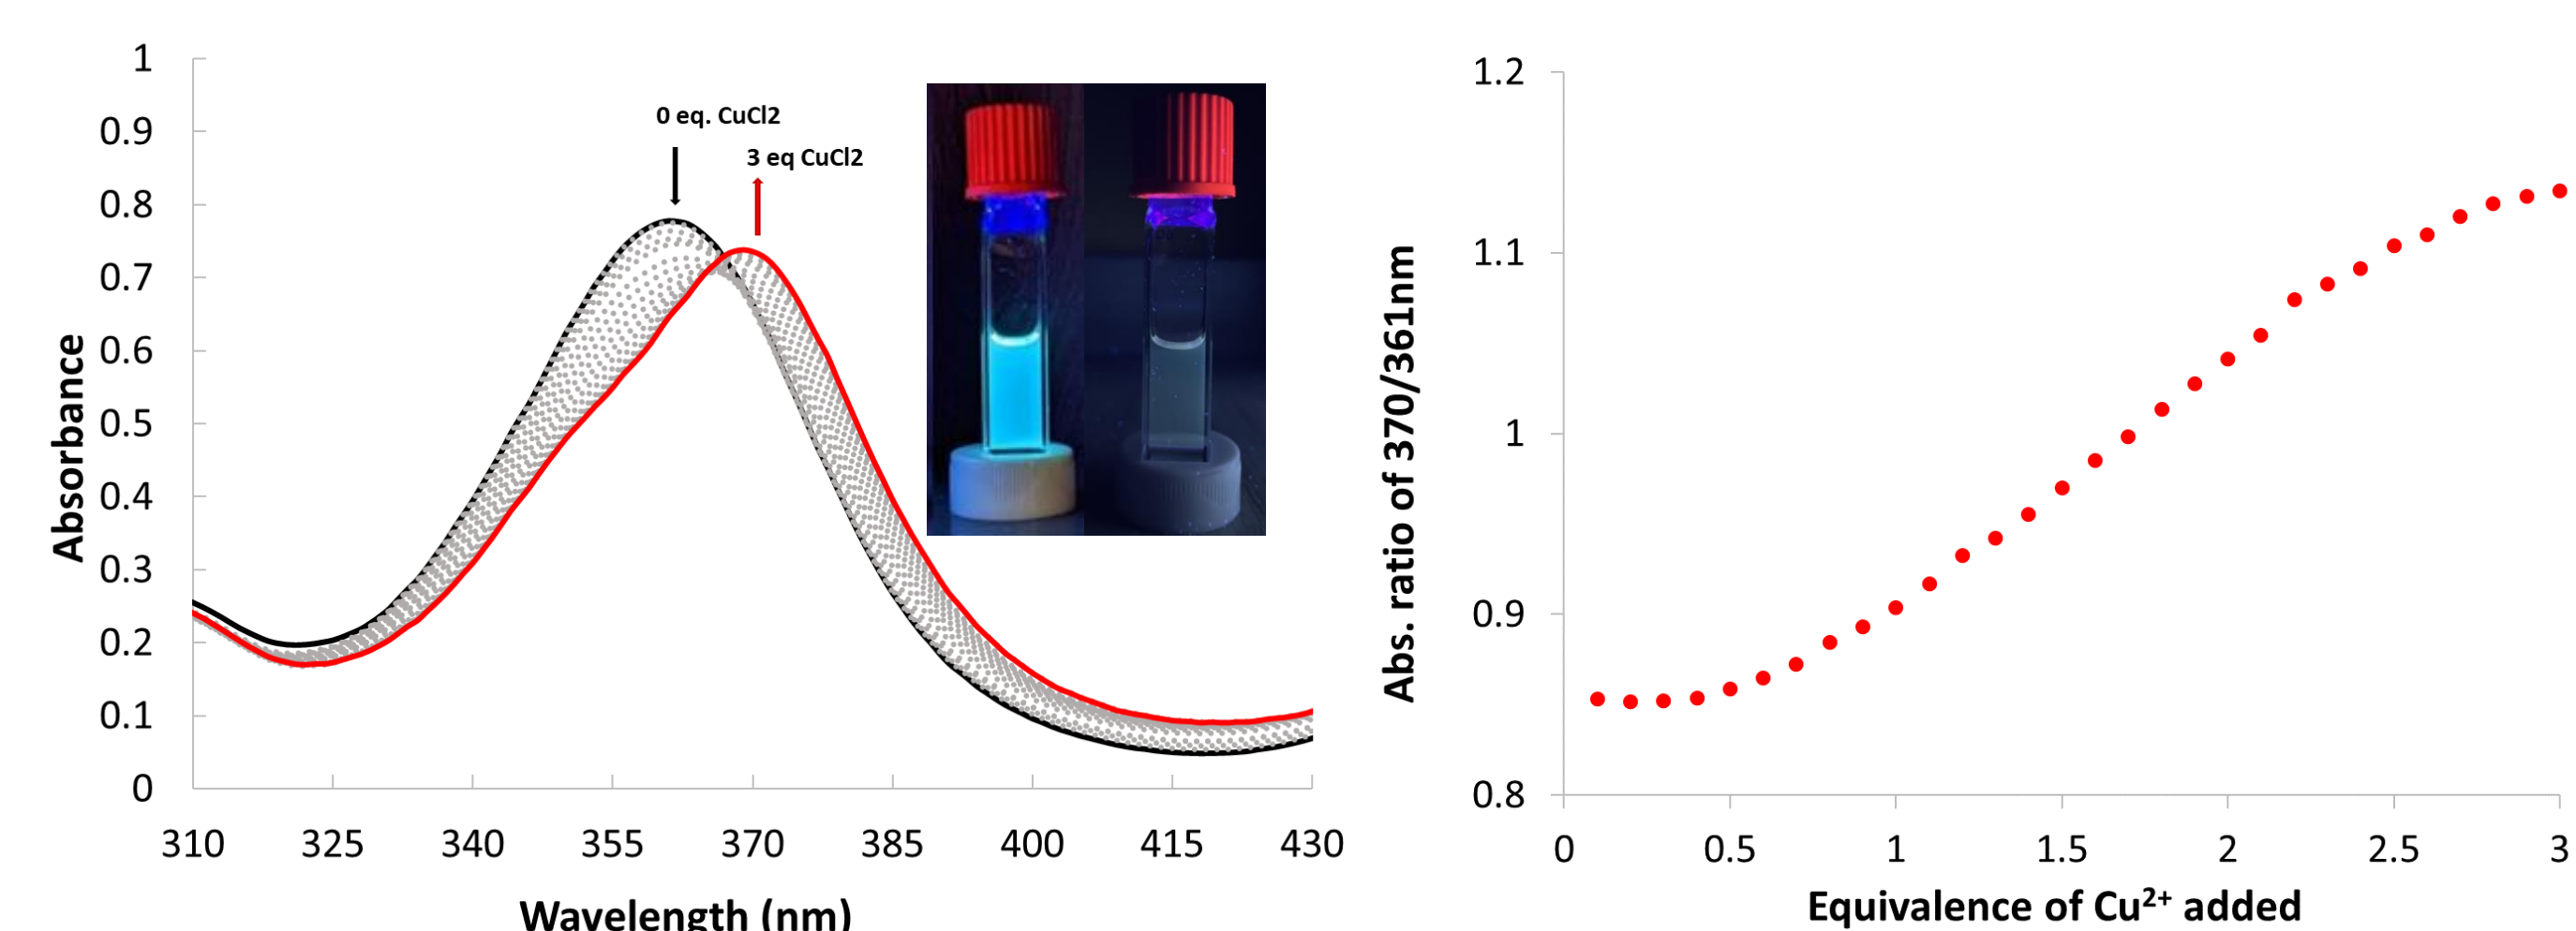 1
0.9
0.8
0.7
0.6
0.5
0.4
0.3
0.2
0.1
0
310 325 340 355 370 385 400 415 430
Absorbance
Wavelength (nm)
0 eq. CuCl2
3 eq CuCl2
1.2
1.1
1
0.9
0.8
0 0.5 1 1.5 2 2.5 3
Abs. ratio of 370/361nm
Equivalence of Cu²⁺ added